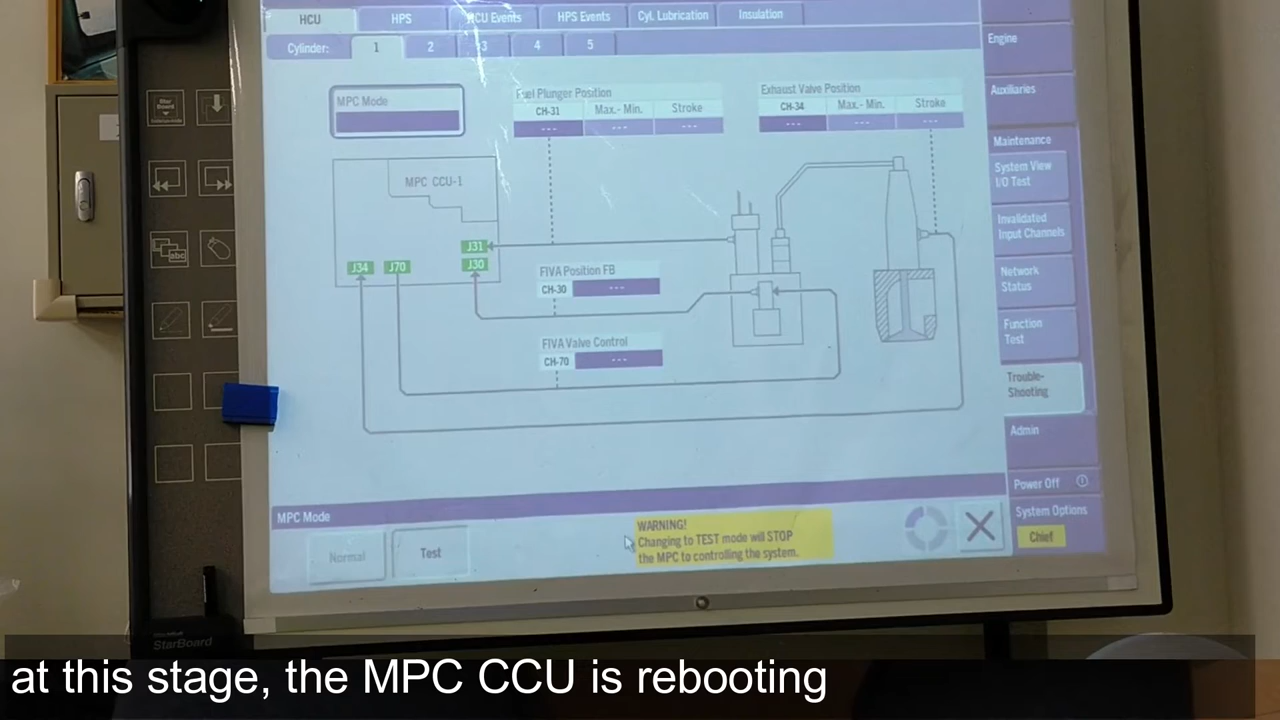 HCU HPS HCU Events HPS Events Cyl. Lubrication Insulation
Cylinder: 1 2 3 4 5
MPC Mode
Fuel Plunger Position
CH-31 Max.- Min. Stroke
--- --- ---
Exhaust Valve Position
CH-34 Max.- Min. Stroke
--- --- ---
MPC CCU-1
J31
J30
J34 J70
FIVA Position FB
CH-30 ---
FIVA Valve Control
CH-70 ---
Engine
Auxiliaries
Maintenance
System View
I/O Test
Invalidated
Input Channels
Network
Status
Function
Test
Trouble-
Shooting
Admin
Power Off
System Options
Chief
MPC Mode
Normal Test
WARNING!
Changing to TEST mode will STOP
the MPC to controlling the system.
StarBoard
at this stage, the MPC CCU is rebooting